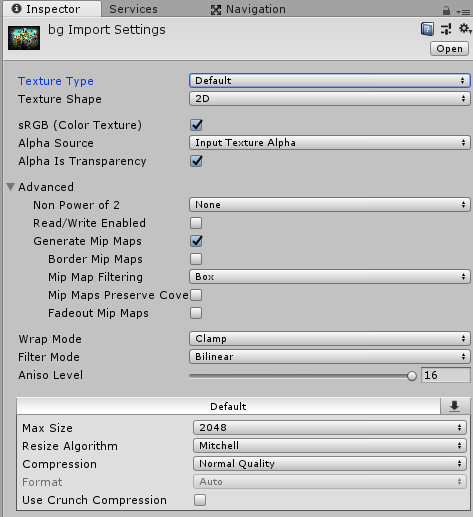 Inspector Services Navigation
bg Import Settings
Open
Texture Type Default
Texture Shape 2D
sRGB (Color Texture)
Alpha Source Input Texture Alpha
Alpha Is Transparency
Advanced
Non Power of 2 None
Read/Write Enabled
Generate Mip Maps
Border Mip Maps
Mip Map Filtering Box
Mip Maps Preserve Cove
Fadeout Mip Maps
Wrap Mode Clamp
Filter Mode Bilinear
Aniso Level 16
Default
Max Size 2048
Resize Algorithm Mitchell
Compression Normal Quality
Format Auto
Use Crunch Compression